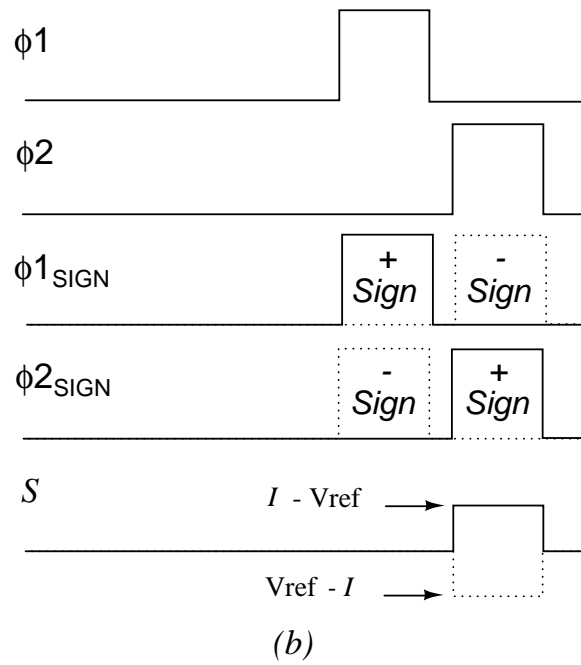 ϕ1
ϕ2
ϕ1SIGN
+ -
Sign Sign
ϕ2SIGN
- +
Sign Sign
S
I - Vref
Vref - I
(b)